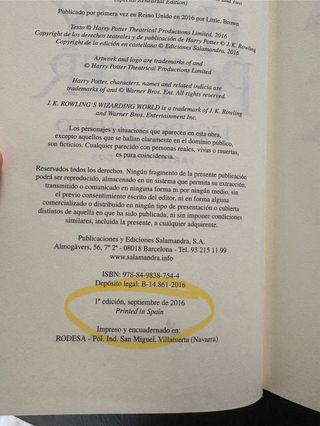 (Special Rehearsal Edition)
Publicado por primera vez en Reino Unido en 2016 por Little, Brown
Texto © Harry Potter Theatrical Productions Limited, 2016
Copyright de los derechos teatrales y de publicación de Harry Potter © J.K. Rowling
Copyright de la edición en castellano © Ediciones Salamandra, 2016
Artwork and logo are trademarks of and
© Harry Potter Theatrical Productions Limited
Harry Potter, characters, names and related indicia are
trademarks of and © Warner Bros. Ent. All rights reserved.
J.K. ROWLING'S WIZARDING WORLD is a trademark of J.K. Rowling
and Warner Bros. Entertainment Inc.
Los personajes y situaciones que aparecen en esta obra,
excepto aquellos que se hallan claramente en el dominio público,
son ficticios. Cualquier parecido con personas reales, vivas o muertas,
es pura coincidencia.
Reservados todos los derechos. Ningún fragmento de la presente publicación
podrá ser reproducido, almacenado en un sistema que permita su extracción,
transmitido o comunicado en ninguna forma ni por ningún medio, sin
el previo consentimiento escrito del editor, ni en forma alguna
comercializado o distribuido en ningún tipo de presentación o cubierta
distintos de aquella en que ha sido publicada, ni sin imponer condiciones
similares, incluida la presente, a cualquier adquirente.
Publicaciones y Ediciones Salamandra, S.A.
Almogàvers, 56, 7º 2ª - 08018 Barcelona - Tel. 93 215 11 99
www.salamandra.info
ISBN: 978-84-9838-754-4
Depósito legal: B-14.861-2016
1ª edición, septiembre de 2016
Printed in Spain
Impreso y encuadernado en:
RODESA - Pol. Ind. San Miguel. Villatuerta (Navarra)